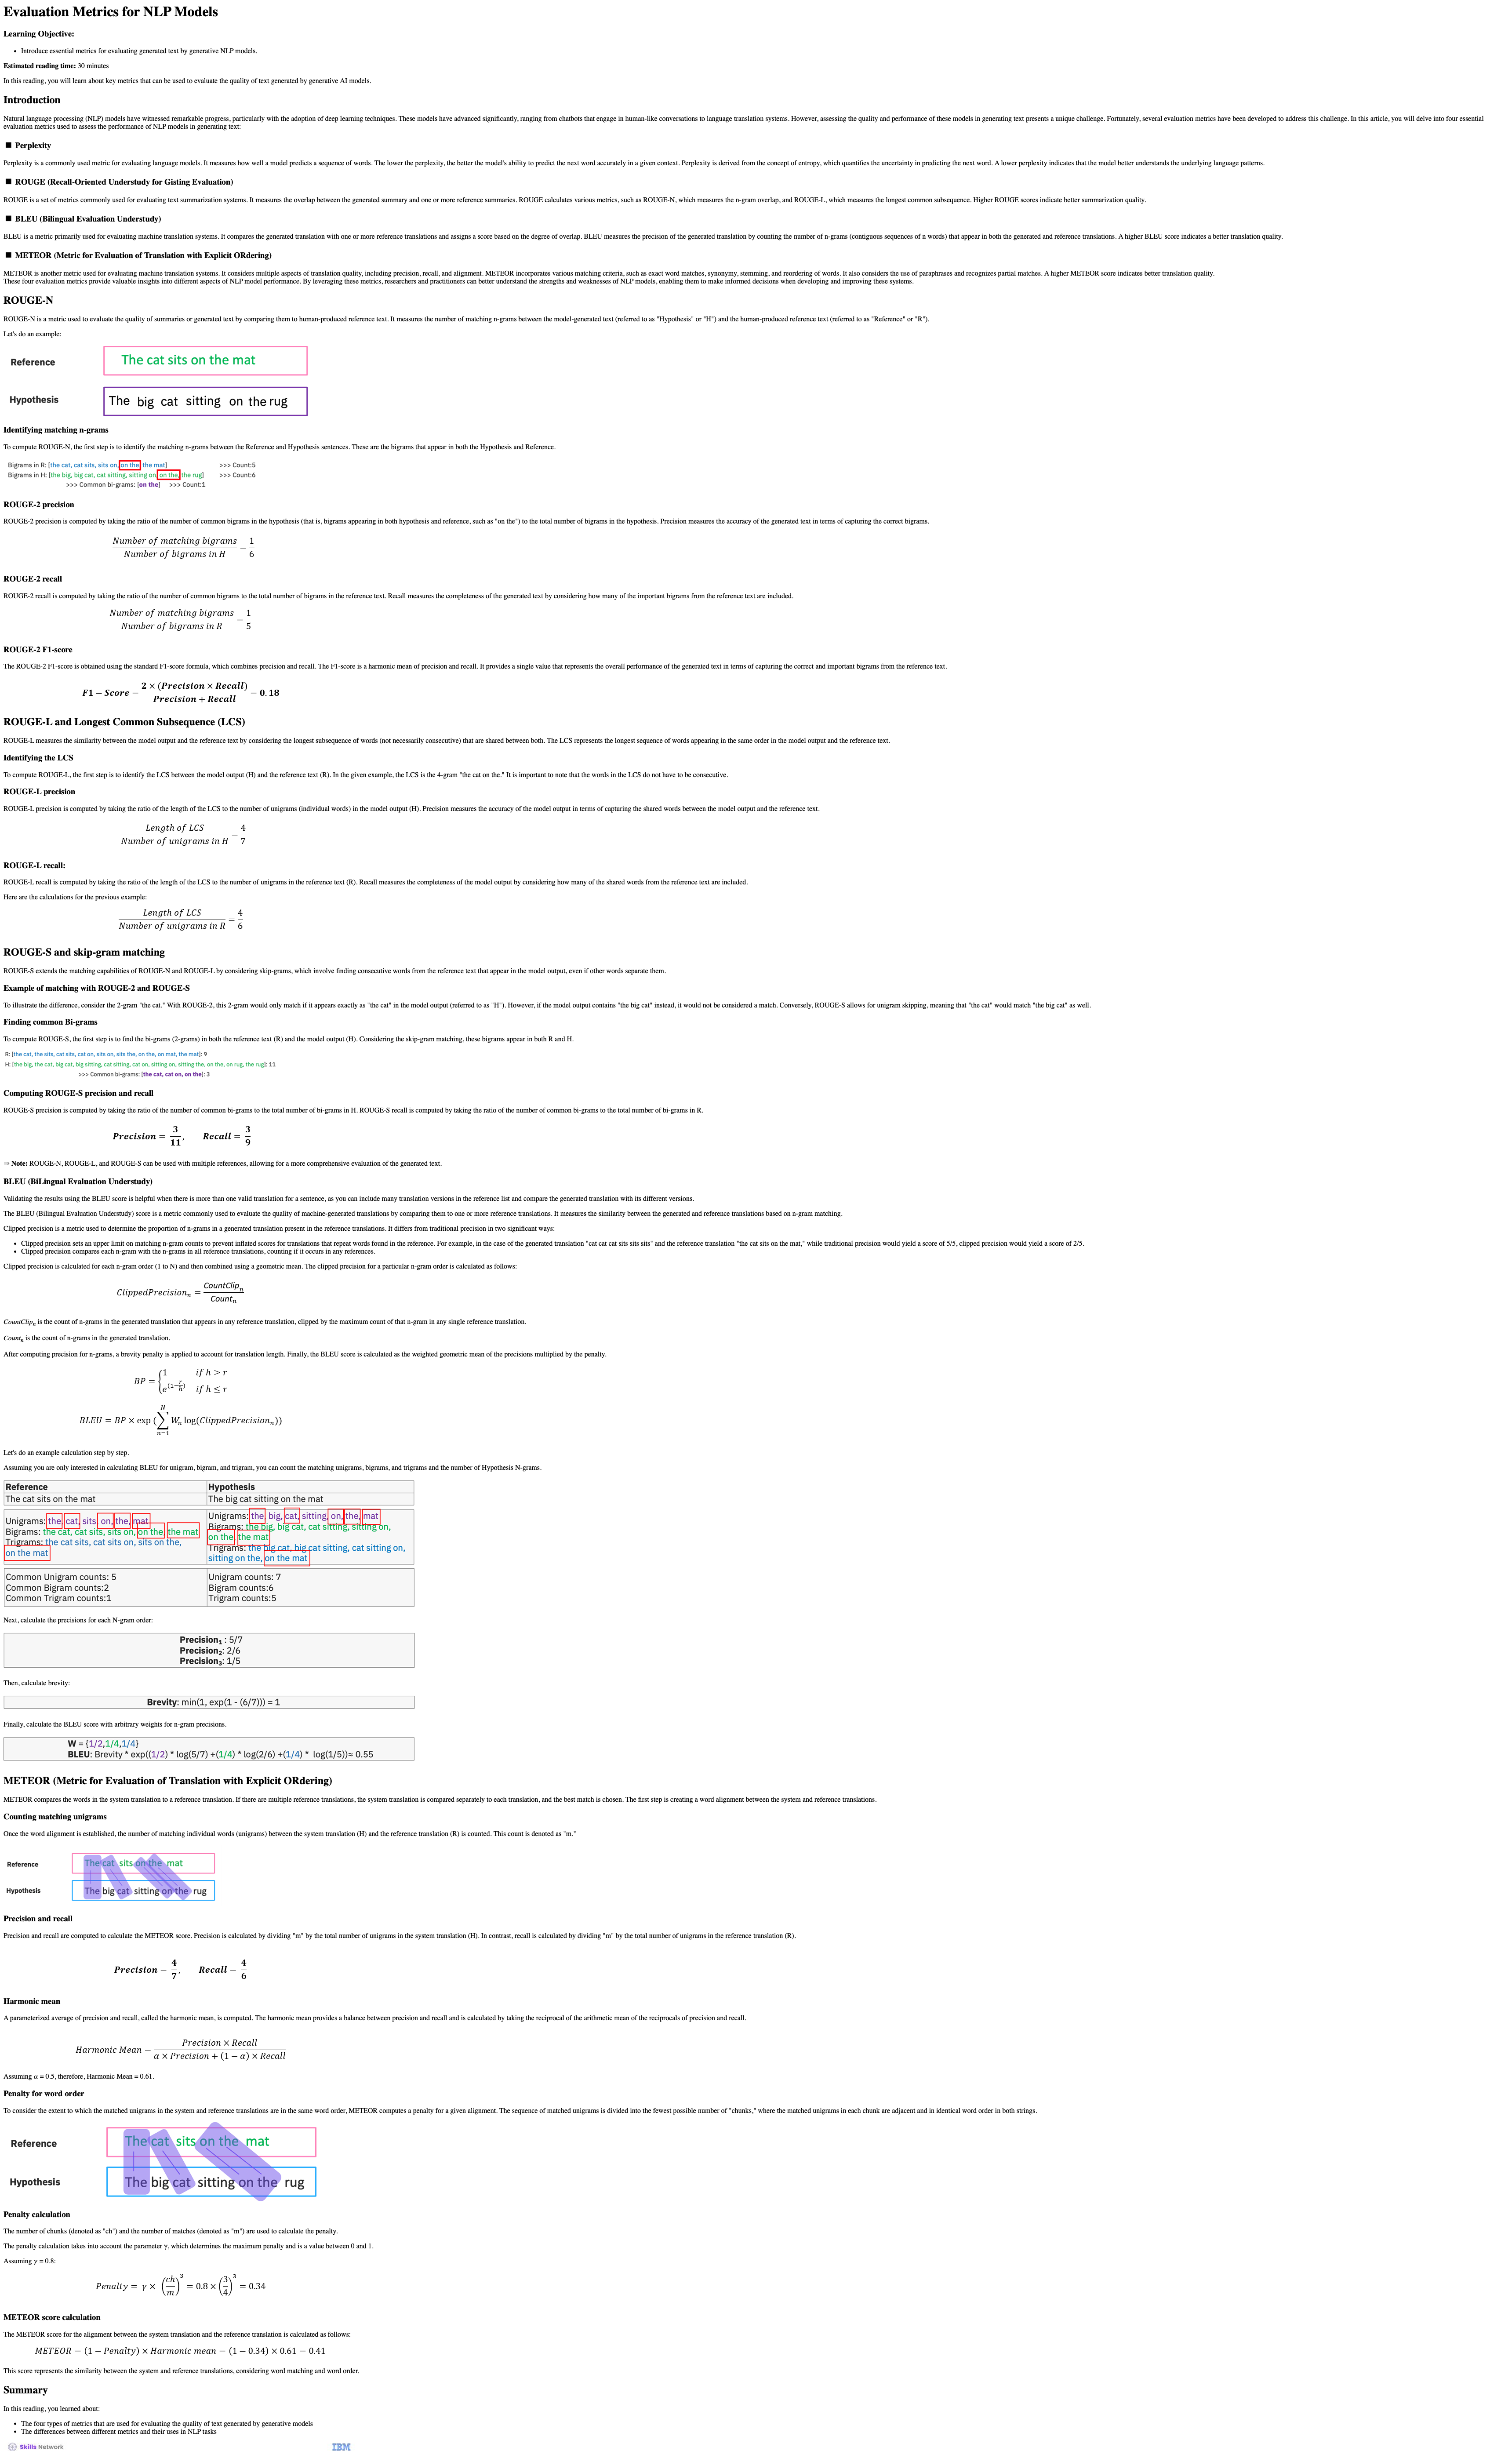 Evaluation Metrics for NLP Models
Learning Objective:
• Introduce essential metrics for evaluating generated text by generative NLP models.
Estimated reading time: 30 minutes
In this reading, you will learn about key metrics that can be used to evaluate the quality of text generated by generative AI models.
Introduction
Natural language processing (NLP) models have witnessed remarkable progress, particularly with the adoption of deep learning techniques. These models have advanced significantly, ranging from chatbots that engage in human-like conversations to language translation systems. However, assessing the quality and performance of these models in generating text presents a unique challenge. Fortunately, several evaluation metrics have been developed to address this challenge. In this article, you will delve into four essential
evaluation metrics used to assess the performance of NLP models in generating text:
■ Perplexity
Perplexity is a commonly used metric for evaluating language models. It measures how well a model predicts a sequence of words. The lower the perplexity, the better the model's ability to predict the next word accurately in a given context. Perplexity is derived from the concept of entropy, which quantifies the uncertainty in predicting the next word. A lower perplexity indicates that the model better understands the underlying language patterns.
■ ROUGE (Recall-Oriented Understudy for Gisting Evaluation)
ROUGE is a set of metrics commonly used for evaluating text summarization systems. It measures the overlap between the generated summary and one or more reference summaries. ROUGE calculates various metrics, such as ROUGE-N, which measures the n-gram overlap, and ROUGE-L, which measures the longest common subsequence. Higher ROUGE scores indicate better summarization quality.
■ BLEU (Bilingual Evaluation Understudy)
BLEU is a metric primarily used for evaluating machine translation systems. It compares the generated translation with one or more reference translations and assigns a score based on the degree of overlap. BLEU measures the precision of the generated translation by counting the number of n-grams (contiguous sequences of n words) that appear in both the generated and reference translations. A higher BLEU score indicates a better translation quality.
■ METEOR (Metric for Evaluation of Translation with Explicit ORdering)
METEOR is another metric used for evaluating machine translation systems. It considers multiple aspects of translation quality, including precision, recall, and alignment. METEOR incorporates various matching criteria, such as exact word matches, synonymy, stemming, and reordering of words. It also considers the use of paraphrases and recognizes partial matches. A higher METEOR score indicates better translation quality.
These four evaluation metrics provide valuable insights into different aspects of NLP model performance. By leveraging these metrics, researchers and practitioners can better understand the strengths and weaknesses of NLP models, enabling them to make informed decisions when developing and improving these systems.
ROUGE-N
ROUGE-N is a metric used to evaluate the quality of summaries or generated text by comparing them to human-produced reference text. It measures the number of matching n-grams between the model-generated text (referred to as "Hypothesis" or "H") and the human-produced reference text (referred to as "Reference" or "R").
Let's do an example:
Reference The cat sits on the mat
Hypothesis The big cat sitting on the rug
Identifying matching n-grams
To compute ROUGE-N, the first step is to identify the matching n-grams between the Reference and Hypothesis sentences. These are the bigrams that appear in both the Hypothesis and Reference.
Bigrams in R: [the cat, cat sits, sits on, on the, the mat] >>> Count:5
Bigrams in H: [the big, big cat, cat sitting, sitting on, on the, the rug] >>> Count:6
>>> Common bi-grams: [on the] >>> Count:1
ROUGE-2 precision
ROUGE-2 precision is computed by taking the ratio of the number of common bigrams in the hypothesis (that is, bigrams appearing in both hypothesis and reference, such as "on the") to the total number of bigrams in the hypothesis. Precision measures the accuracy of the generated text in terms of capturing the correct bigrams.
Number of matching bigrams / Number of bigrams in H = 1/6
ROUGE-2 recall
ROUGE-2 recall is computed by taking the ratio of the number of common bigrams to the total number of bigrams in the reference text. Recall measures the completeness of the generated text by considering how many of the important bigrams from the reference text are included.
Number of matching bigrams / Number of bigrams in R = 1/5
ROUGE-2 F1-score
The ROUGE-2 F1-score is obtained using the standard F1-score formula, which combines precision and recall. The F1-score is a harmonic mean of precision and recall. It provides a single value that represents the overall performance of the generated text in terms of capturing the correct and important bigrams from the reference text.
F1 − Score = 2 × (Precision × Recall) / Precision + Recall = 0.18
ROUGE-L and Longest Common Subsequence (LCS)
ROUGE-L measures the similarity between the model output and the reference text by considering the longest subsequence of words (not necessarily consecutive) that are shared between both. The LCS represents the longest sequence of words appearing in the same order in the model output and the reference text.
Identifying the LCS
To compute ROUGE-L, the first step is to identify the LCS between the model output (H) and the reference text (R). In the given example, the LCS is the 4-gram "the cat on the." It is important to note that the words in the LCS do not have to be consecutive.
ROUGE-L precision
ROUGE-L precision is computed by taking the ratio of the length of the LCS to the number of unigrams (individual words) in the model output (H). Precision measures the accuracy of the model output in terms of capturing the shared words between the model output and the reference text.
Length of LCS / Number of unigrams in H = 4/7
ROUGE-L recall:
ROUGE-L recall is computed by taking the ratio of the length of the LCS to the number of unigrams in the reference text (R). Recall measures the completeness of the model output by considering how many of the shared words from the reference text are included.
Here are the calculations for the previous example:
Length of LCS / Number of unigrams in R = 4/6
ROUGE-S and skip-gram matching
ROUGE-S extends the matching capabilities of ROUGE-N and ROUGE-L by considering skip-grams, which involve finding consecutive words from the reference text that appear in the model output, even if other words separate them.
Example of matching with ROUGE-2 and ROUGE-S
To illustrate the difference, consider the 2-gram "the cat." With ROUGE-2, this 2-gram would only match if it appears exactly as "the cat" in the model output (referred to as "H"). However, if the model output contains "the big cat" instead, it would not be considered a match. Conversely, ROUGE-S allows for unigram skipping, meaning that "the cat" would match "the big cat" as well.
Finding common Bi-grams
To compute ROUGE-S, the first step is to find the bi-grams (2-grams) in both the reference text (R) and the model output (H). Considering the skip-gram matching, these bigrams appear in both R and H.
R: [the cat, the sits, cat sits, cat on, sits on, sits the, on the, on mat, the mat]: 9
H: [the big, the cat, big cat, big sitting, cat sitting, cat on, sitting on, sitting the, on the, on rug, the rug]: 11
>>> Common bi-grams: [the cat, cat on, on the]: 3
Computing ROUGE-S precision and recall
ROUGE-S precision is computed by taking the ratio of the number of common bi-grams to the total number of bi-grams in H. ROUGE-S recall is computed by taking the ratio of the number of common bi-grams to the total number of bi-grams in R.
Precision = 3/11, Recall = 3/9
⇒ Note: ROUGE-N, ROUGE-L, and ROUGE-S can be used with multiple references, allowing for a more comprehensive evaluation of the generated text.
BLEU (BiLingual Evaluation Understudy)
Validating the results using the BLEU score is helpful when there is more than one valid translation for a sentence, as you can include many translation versions in the reference list and compare the generated translation with its different versions.
The BLEU (Bilingual Evaluation Understudy) score is a metric commonly used to evaluate the quality of machine-generated translations by comparing them to one or more reference translations. It measures the similarity between the generated and reference translations based on n-gram matching.
Clipped precision is a metric used to determine the proportion of n-grams in a generated translation present in the reference translations. It differs from traditional precision in two significant ways:
• Clipped precision sets an upper limit on matching n-gram counts to prevent inflated scores for translations that repeat words found in the reference. For example, in the case of the generated translation "cat cat cat sits sits sits" and the reference translation "the cat sits on the mat," while traditional precision would yield a score of 5/5, clipped precision would yield a score of 2/5.
• Clipped precision compares each n-gram with the n-grams in all reference translations, counting if it occurs in any references.
Clipped precision is calculated for each n-gram order (1 to N) and then combined using a geometric mean. The clipped precision for a particular n-gram order is calculated as follows:
ClippedPrecisionₙ = CountClipₙ / Countₙ
CountClipₙ is the count of n-grams in the generated translation that appears in any reference translation, clipped by the maximum count of that n-gram in any single reference translation.
Countₙ is the count of n-grams in the generated translation.
After computing precision for n-grams, a brevity penalty is applied to account for translation length. Finally, the BLEU score is calculated as the weighted geometric mean of the precisions multiplied by the penalty.
BP = { 1 if h > r
e^(1−r/h) if h ≤ r
BLEU = BP × exp (∑ₙ₌₁ᴺ Wₙ log(ClippedPrecisionₙ))
Let's do an example calculation step by step.
Assuming you are only interested in calculating BLEU for unigram, bigram, and trigram, you can count the matching unigrams, bigrams, and trigrams and the number of Hypothesis N-grams.
Reference Hypothesis
The cat sits on the mat The big cat sitting on the mat
Unigrams: the, cat, sits, on, the, mat
Bigrams: the cat, cat sits, sits on, on the, the mat
Trigrams: the cat sits, cat sits on, sits on the,
on the mat
Unigrams: the big, cat, sitting, on, the, mat
Bigrams: the big, big cat, cat sitting, sitting on,
on the, the mat
Trigrams: the big cat, big cat sitting, cat sitting on,
sitting on the, on the mat
Common Unigram counts: 5
Common Bigram counts:2
Common Trigram counts:1
Unigram counts: 7
Bigram counts:6
Trigram counts:5
Next, calculate the precisions for each N-gram order:
Precision₁ : 5/7
Precision₂: 2/6
Precision₃: 1/5
Then, calculate brevity:
Brevity: min(1, exp(1 - (6/7))) = 1
Finally, calculate the BLEU score with arbitrary weights for n-gram precisions.
W = {1/2,1/4,1/4}
BLEU: Brevity * exp((1/2) * log(5/7) +(1/4) * log(2/6) +(1/4) * log(1/5))≈ 0.55
METEOR (Metric for Evaluation of Translation with Explicit ORdering)
METEOR compares the words in the system translation to a reference translation. If there are multiple reference translations, the system translation is compared separately to each translation, and the best match is chosen. The first step is creating a word alignment between the system and reference translations.
Counting matching unigrams
Once the word alignment is established, the number of matching individual words (unigrams) between the system translation (H) and the reference translation (R) is counted. This count is denoted as "m."
Reference The cat sits on the mat
Hypothesis The big cat sitting on the rug
Precision and recall
Precision and recall are computed to calculate the METEOR score. Precision is calculated by dividing "m" by the total number of unigrams in the system translation (H). In contrast, recall is calculated by dividing "m" by the total number of unigrams in the reference translation (R).
Precision = 4/7, Recall = 4/6
Harmonic mean
A parameterized average of precision and recall, called the harmonic mean, is computed. The harmonic mean provides a balance between precision and recall and is calculated by taking the reciprocal of the arithmetic mean of the reciprocals of precision and recall.
Harmonic Mean = Precision × Recall / α × Precision + (1 − α) × Recall
Assuming α = 0.5, therefore, Harmonic Mean = 0.61.
Penalty for word order
To consider the extent to which the matched unigrams in the system and reference translations are in the same word order, METEOR computes a penalty for a given alignment. The sequence of matched unigrams is divided into the fewest possible number of "chunks," where the matched unigrams in each chunk are adjacent and in identical word order in both strings.
Reference The cat sits on the mat
Hypothesis The big cat sitting on the rug
Penalty calculation
The number of chunks (denoted as "ch") and the number of matches (denoted as "m") are used to calculate the penalty.
The penalty calculation takes into account the parameter γ, which determines the maximum penalty and is a value between 0 and 1.
Assuming γ = 0.8:
Penalty = γ × (ch/m)³ = 0.8 × (3/4)³ = 0.34
METEOR score calculation
The METEOR score for the alignment between the system translation and the reference translation is calculated as follows:
METEOR = (1 − Penalty) × Harmonic mean = (1 − 0.34) × 0.61 = 0.41
This score represents the similarity between the system and reference translations, considering word matching and word order.
Summary
In this reading, you learned about:
• The four types of metrics that are used for evaluating the quality of text generated by generative models
• The differences between different metrics and their uses in NLP tasks
Skills Network IBM